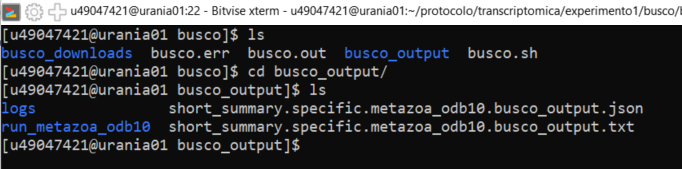 u49047421@urania01:22 - Bitvise xterm - u49047421@urania01:~/protocolo/transcriptomica/experimento1/busco/b
[u49047421@urania01 busco]$ ls
busco_downloads  busco.err  busco.out  busco_output  busco.sh
[u49047421@urania01 busco]$ cd busco_output/
[u49047421@urania01 busco_output]$ ls
logs               short_summary.specific.metazoa_odb10.busco_output.json
run_metazoa_odb10  short_summary.specific.metazoa_odb10.busco_output.txt
[u49047421@urania01 busco_output]$